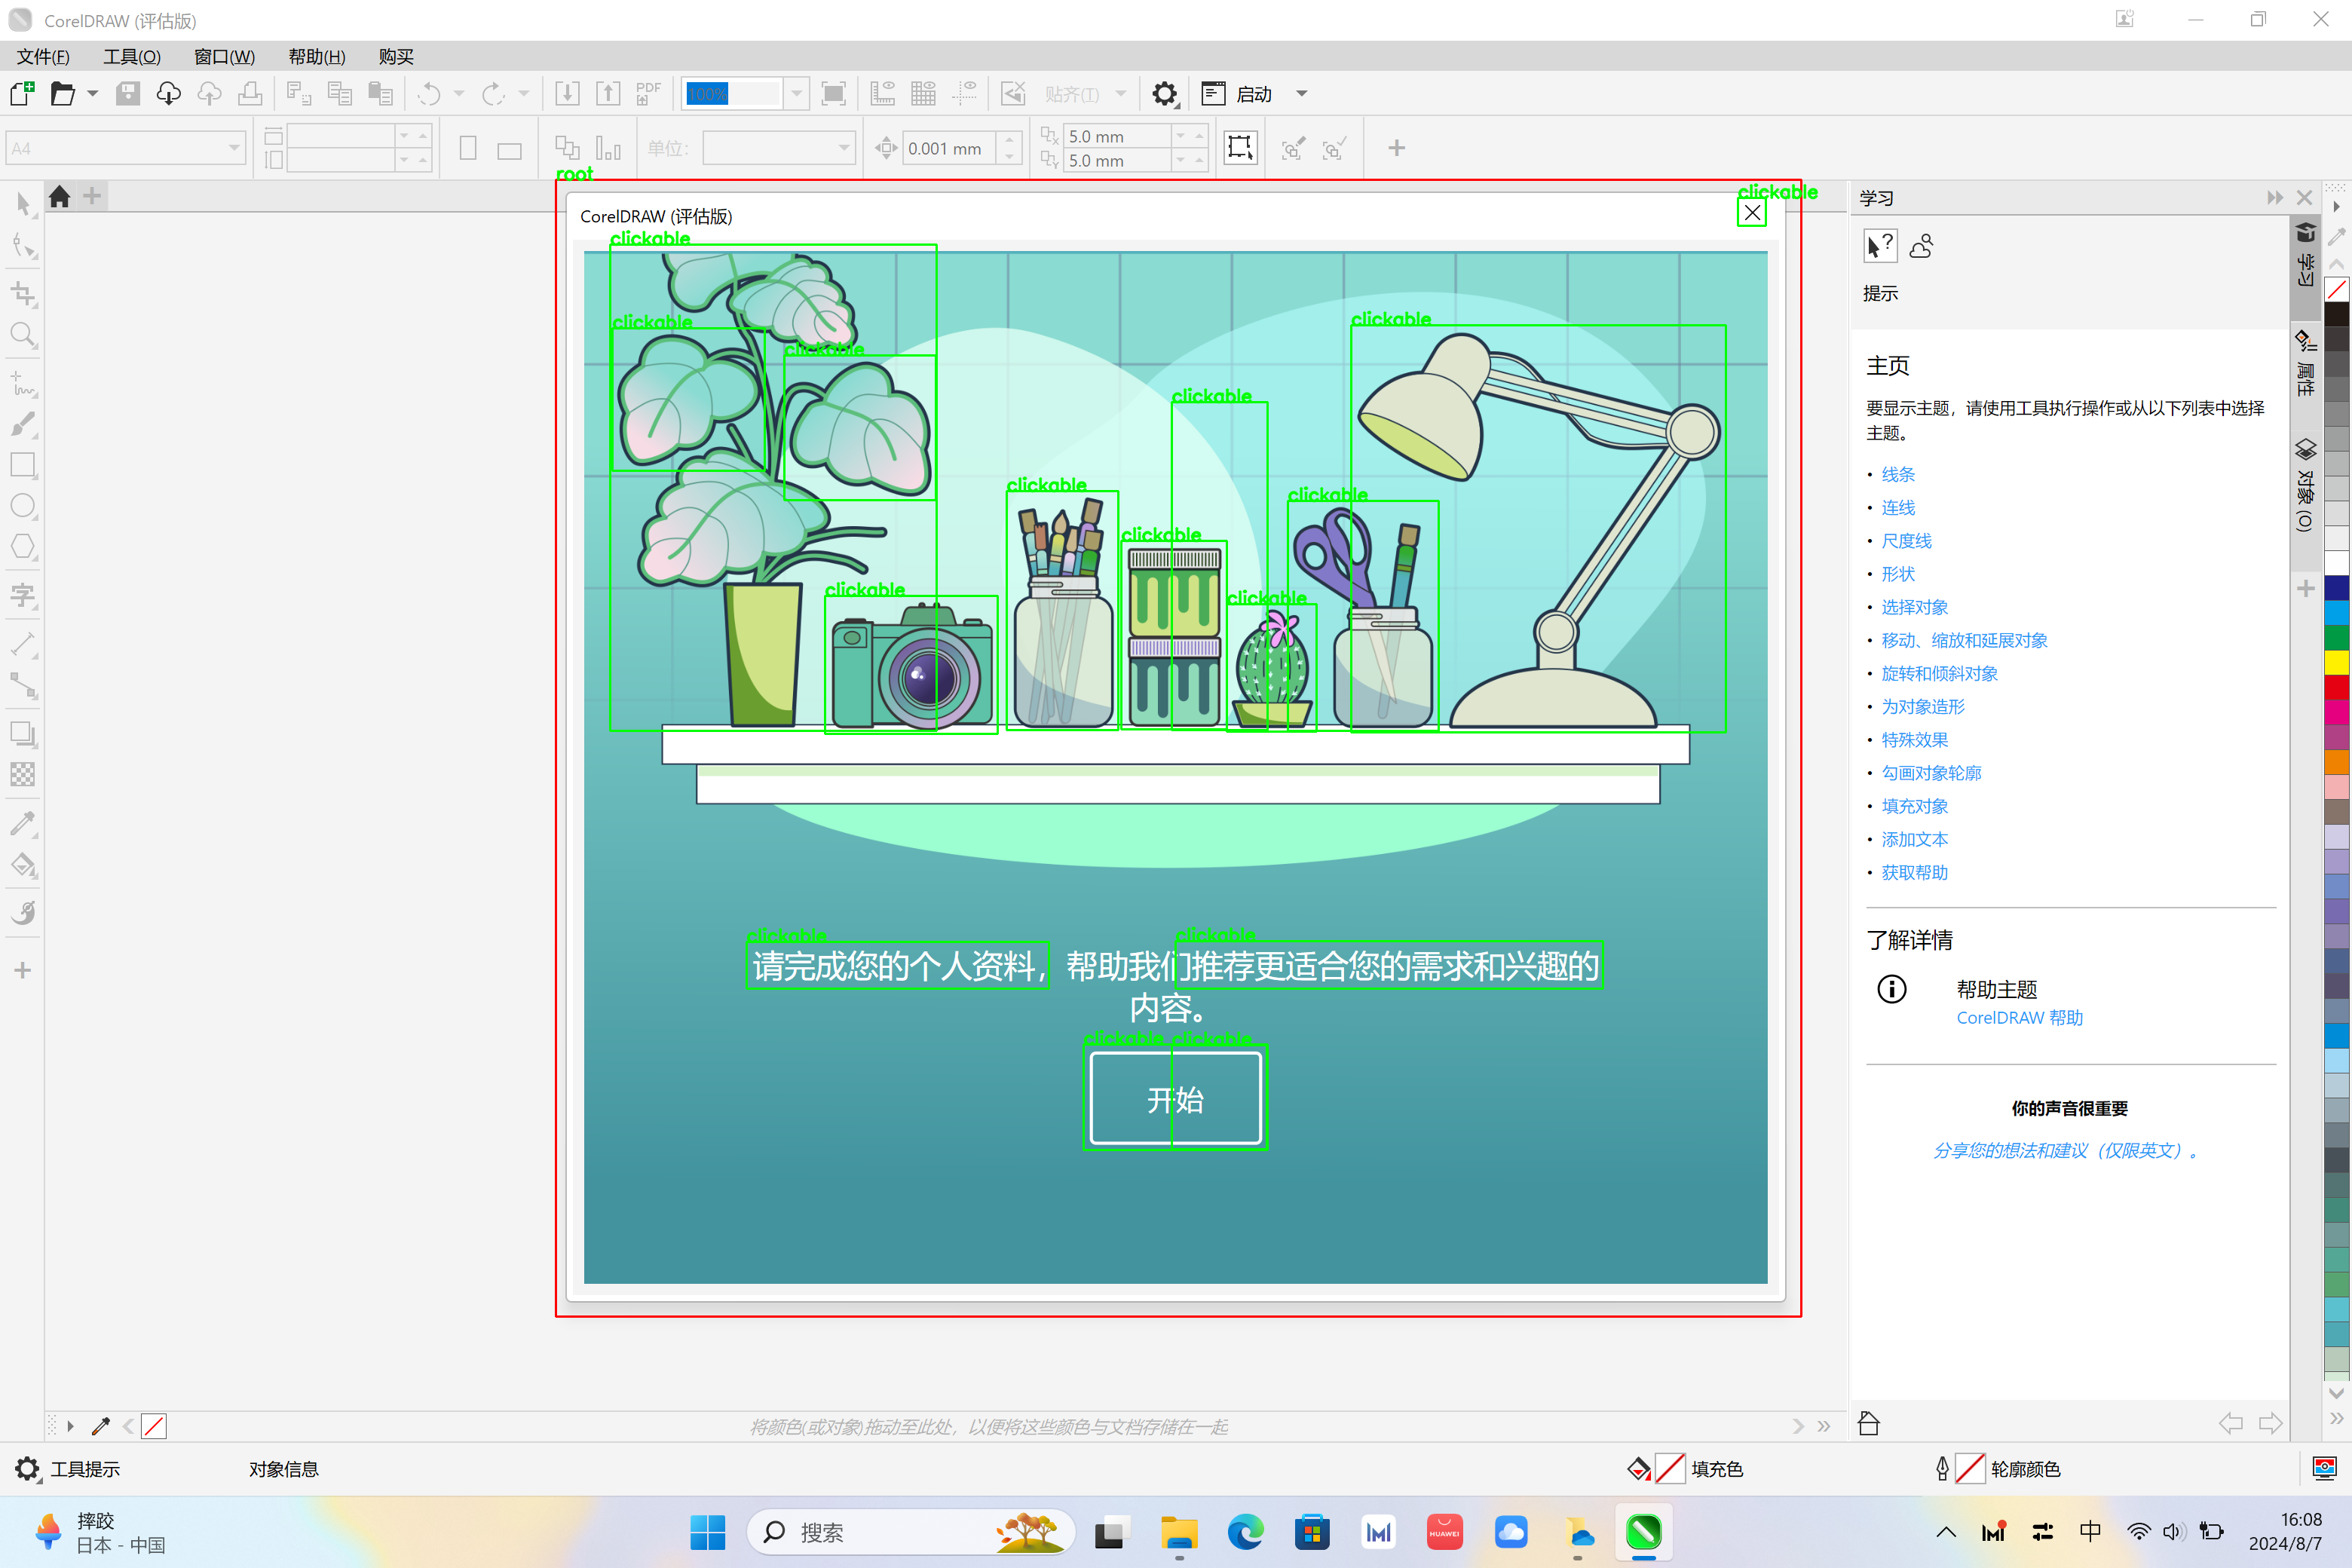 CorelDRAW (评估版)
文件(F) 工具(O) 窗口(W) 帮助(H) 购买
PDF 100% 贴齐(T) 启动
A4 单位: 0.001 mm 5.0 mm
5.0 mm
root
clickable
CorelDRAW (评估版)
clickable
clickable
clickable
clickable
clickable
clickable
clickable
clickable
clickable
clickable
clickable
clickable
请完成您的个人资料，帮助我们推荐更适合您的需求和兴趣的
内容。
clickable
clickable
开始
学习
提示
主页
要显示主题，请使用工具执行操作或从以下列表中选择
主题。
• 线条
• 连线
• 尺度线
• 形状
• 选择对象
• 移动、缩放和延展对象
• 旋转和倾斜对象
• 为对象造形
• 特殊效果
• 勾画对象轮廓
• 填充对象
• 添加文本
• 获取帮助
了解详情
帮助主题
CorelDRAW 帮助
你的声音很重要
分享您的想法和建议（仅限英文）。
学习
属性
对象 (O)
字
将颜色(或对象)拖动至此处，以便将这些颜色与文档存储在一起
工具提示 对象信息 填充色 轮廓颜色
摔跤
日本 - 中国
搜索
HUAWEI
中
16:08
2024/8/7